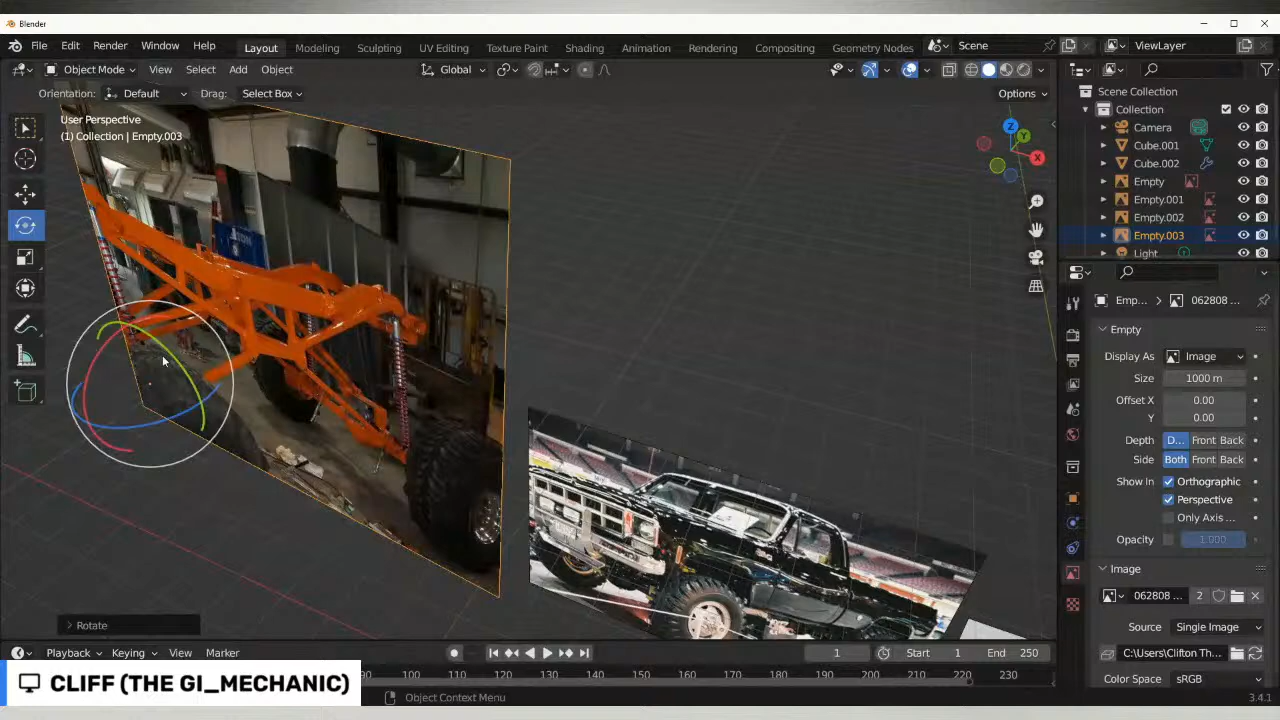 Blender
File Edit Render Window Help Layout Modeling Sculpting UV Editing Texture Paint Shading Animation Rendering Compositing Geometry Nodes Scene ViewLayer
Object Mode View Select Add Object Global
Orientation: Default Drag: Select Box Options
User Perspective
(1) Collection | Empty.003
Z
Y
X
Scene Collection
Collection
Camera
Cube.001
Cube.002
Empty
Empty.001
Empty.002
Empty.003
Light
Emp... > 062808 ...
Empty
Display As Image
Size 1000 m
Offset X 0.00
Y 0.00
Depth D... Front Back
Side Both Front Back
Show in Orthographic
Perspective
Only Axis ...
Opacity 1.000
Image
062808 ... 2
Source Single Image
C:\Users\Clifton Th...
Color Space sRGB
Rotate
Playback Keying View Marker 1 Start 1 End 250
90 100 110 120 130 140 150 160 170 180 190 200 210 220 230
CLIFF (THE GI_MECHANIC)
Object Context Menu
3.4.1